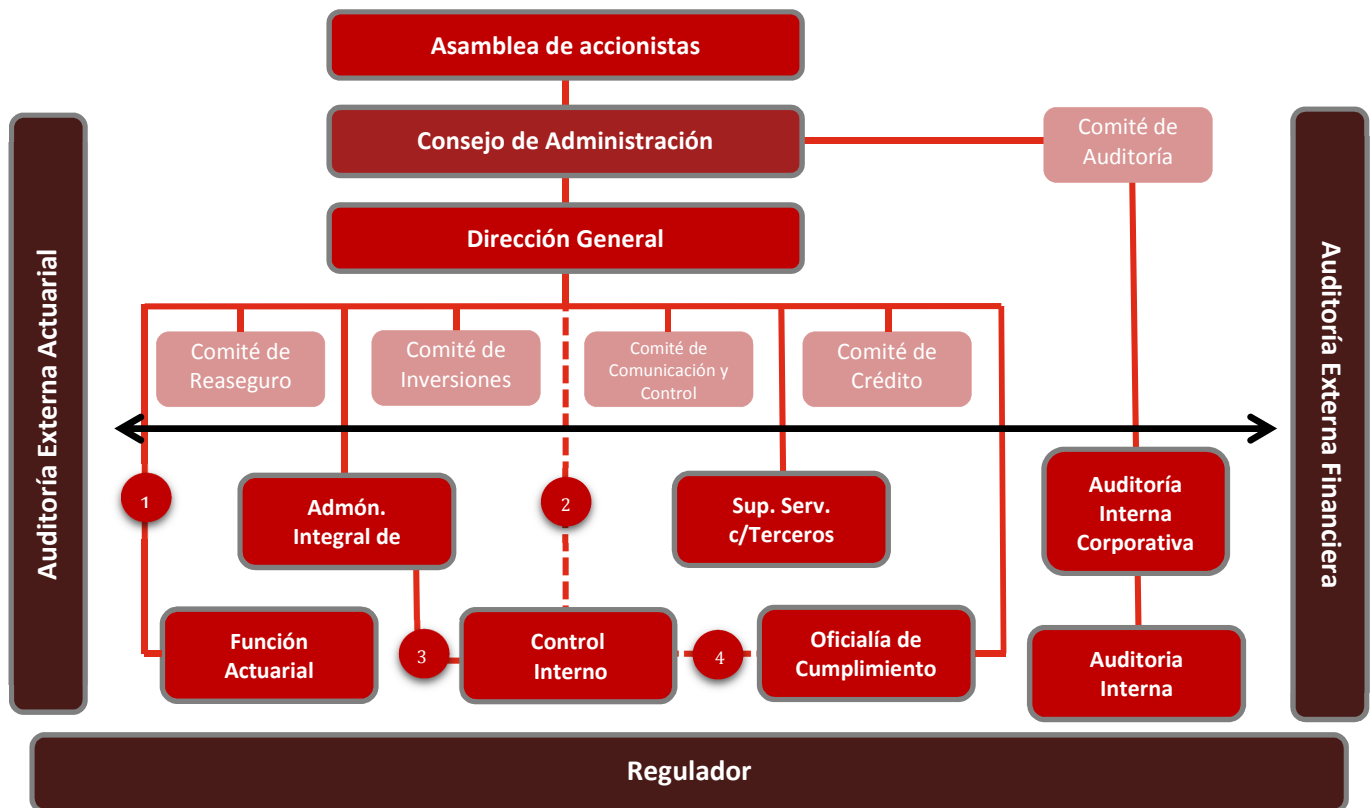 Asamblea de accionistas
Consejo de Administración
Comité de
Auditoría
Dirección General
Auditoría Externa Actuarial
Auditoría Externa Financiera
Comité de
Reaseguro
Comité de
Inversiones
Comité de
Comunicación y
Control
Comité de
Crédito
1
Admón.
Integral de
2
Sup. Serv.
c/Terceros
Auditoría
Interna
Corporativa
Función
Actuarial
3
Control
Interno
4
Oficialía de
Cumplimiento
Auditoria
Interna
Regulador